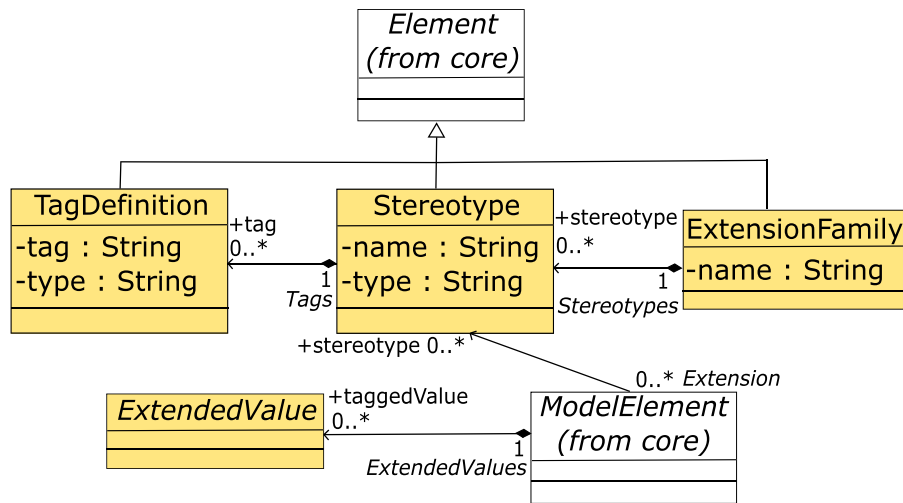 Element
(from core)
TagDefinition
-tag : String
-type : String
+tag
0..*
1
Tags
Stereotype
-name : String
-type : String
+stereotype
0..*
1
Stereotypes
ExtensionFamily
-name : String
+stereotype 0..*
0..* Extension
ExtendedValue
+taggedValue
0..*
1
ExtendedValues
ModelElement
(from core)